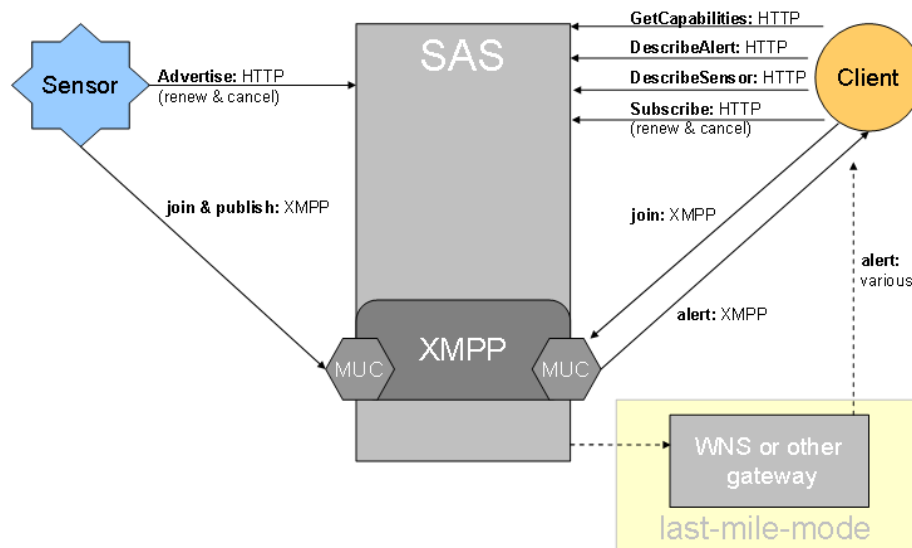 GetCapabilities: HTTP
SAS
DescribeAlert: HTTP
Sensor
Advertise: HTTP
(renew & cancel)
DescribeSensor: HTTP
Client
Subscribe: HTTP
(renew & cancel)
join & publish: XMPP
join: XMPP
alert:
various
alert: XMPP
XMPP
MUC
MUC
WNS or other
gateway
last-mile-mode